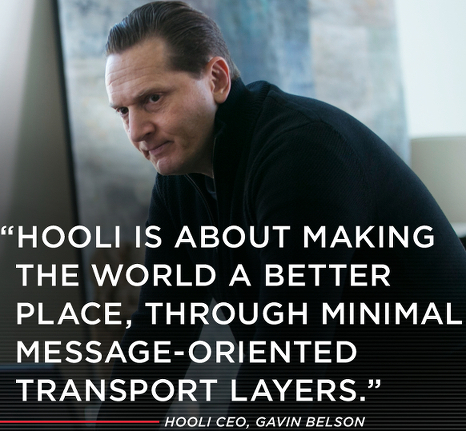 “HOOLI IS ABOUT MAKING
THE WORLD A BETTER
PLACE, THROUGH MINIMAL
MESSAGE-ORIENTED
TRANSPORT LAYERS.”
HOOLI CEO, GAVIN BELSON